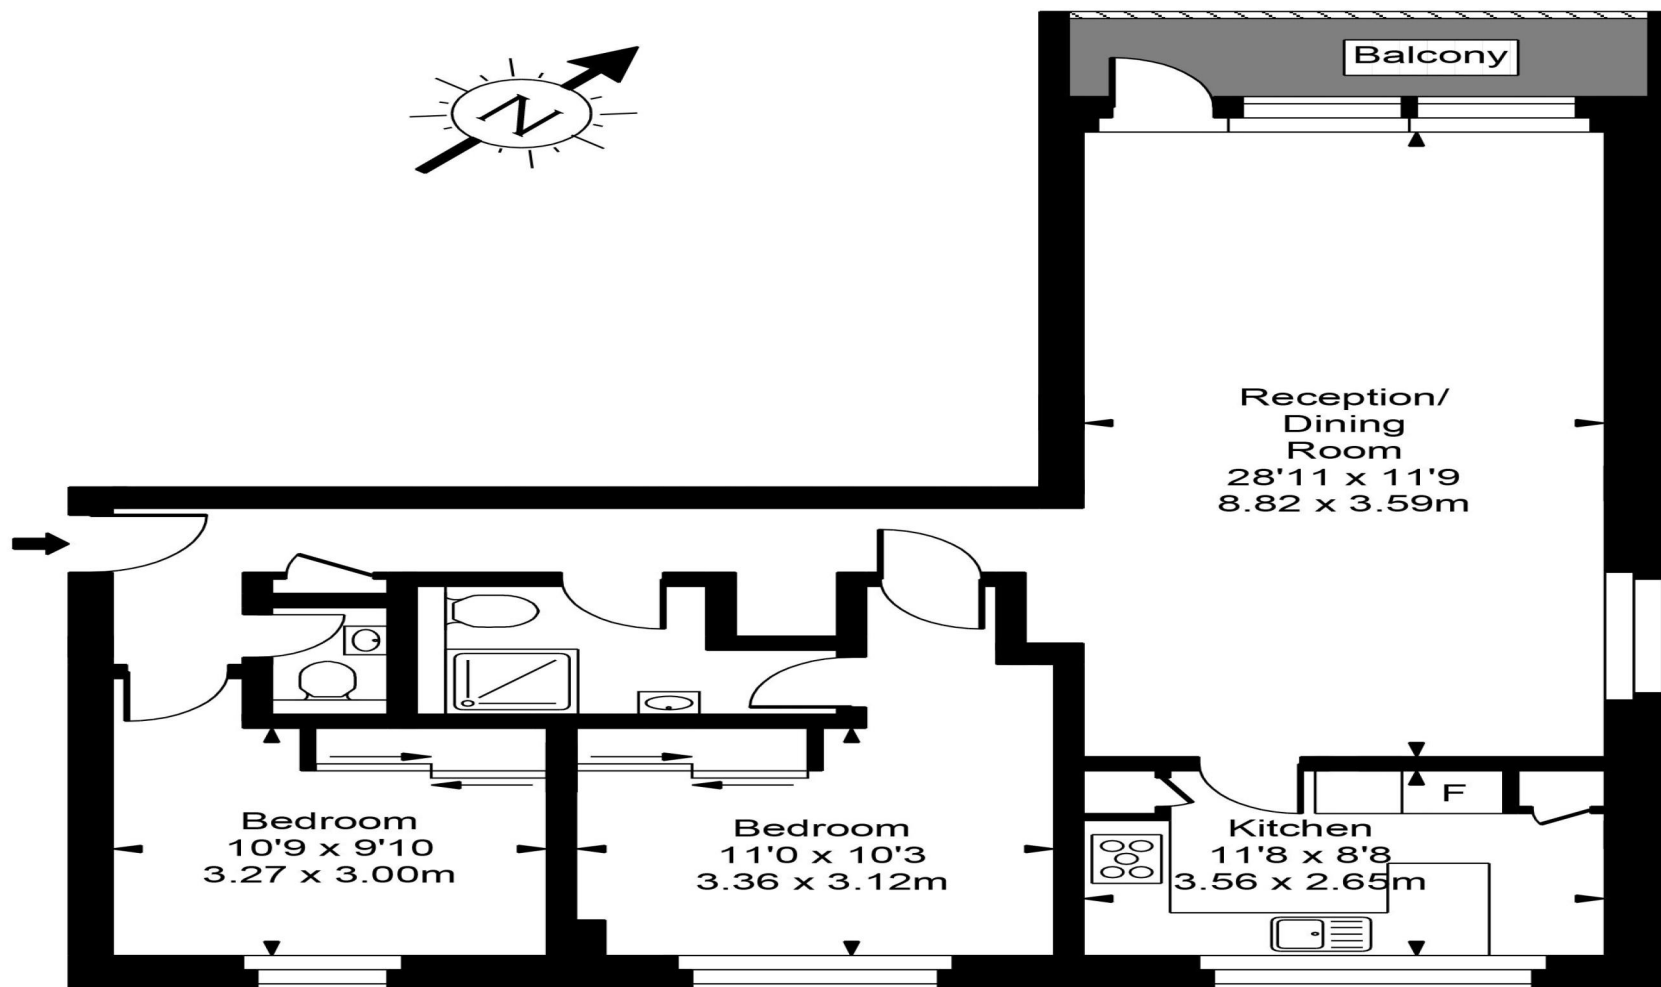 Balcony
N
Reception/
Dining
Room
28'11 x 11'9
8.82 x 3.59m
Bedroom
10'9 x 9'10
3.27 x 3.00m
Bedroom
11'0 x 10'3
3.36 x 3.12m
F
Kitchen
11'8 x 8'8
3.56 x 2.65m